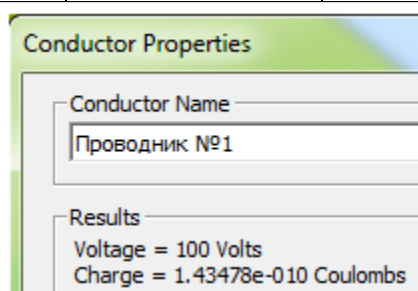 Conductor Properties
Conductor Name
Проводник №1
Results
Voltage = 100 Volts
Charge = 1.43478e-010 Coulombs